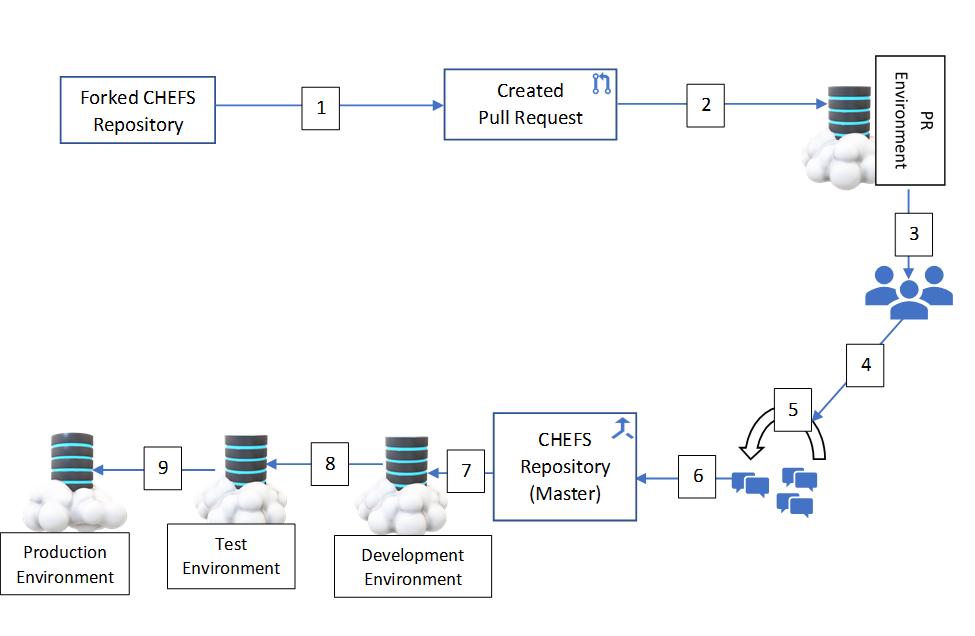 Forked CHEFS
Repository
1
Created
Pull Request
2
PR
Environment
3
4
5
6
CHEFS
Repository
(Master)
7
8
9
Development
Environment
Test
Environment
Production
Environment